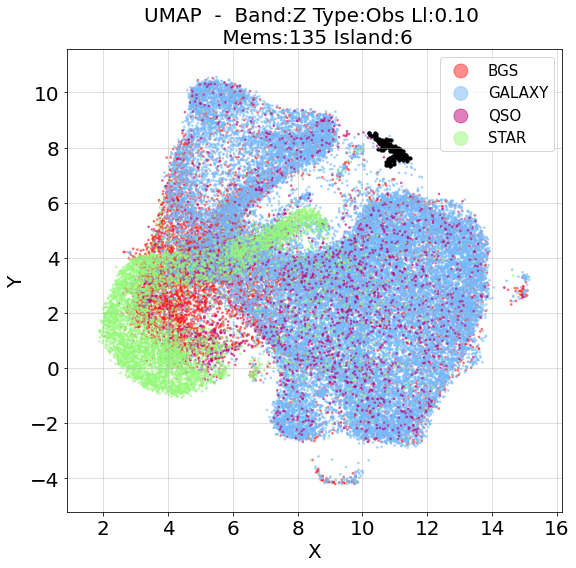 UMAP - Band:Z Type:Obs Ll:0.10
Mems:135 Island:6
BGS
GALAXY
QSO
STAR
Y
10
8
6
4
2
0
−2
−4
2 4 6 8 10 12 14 16
X